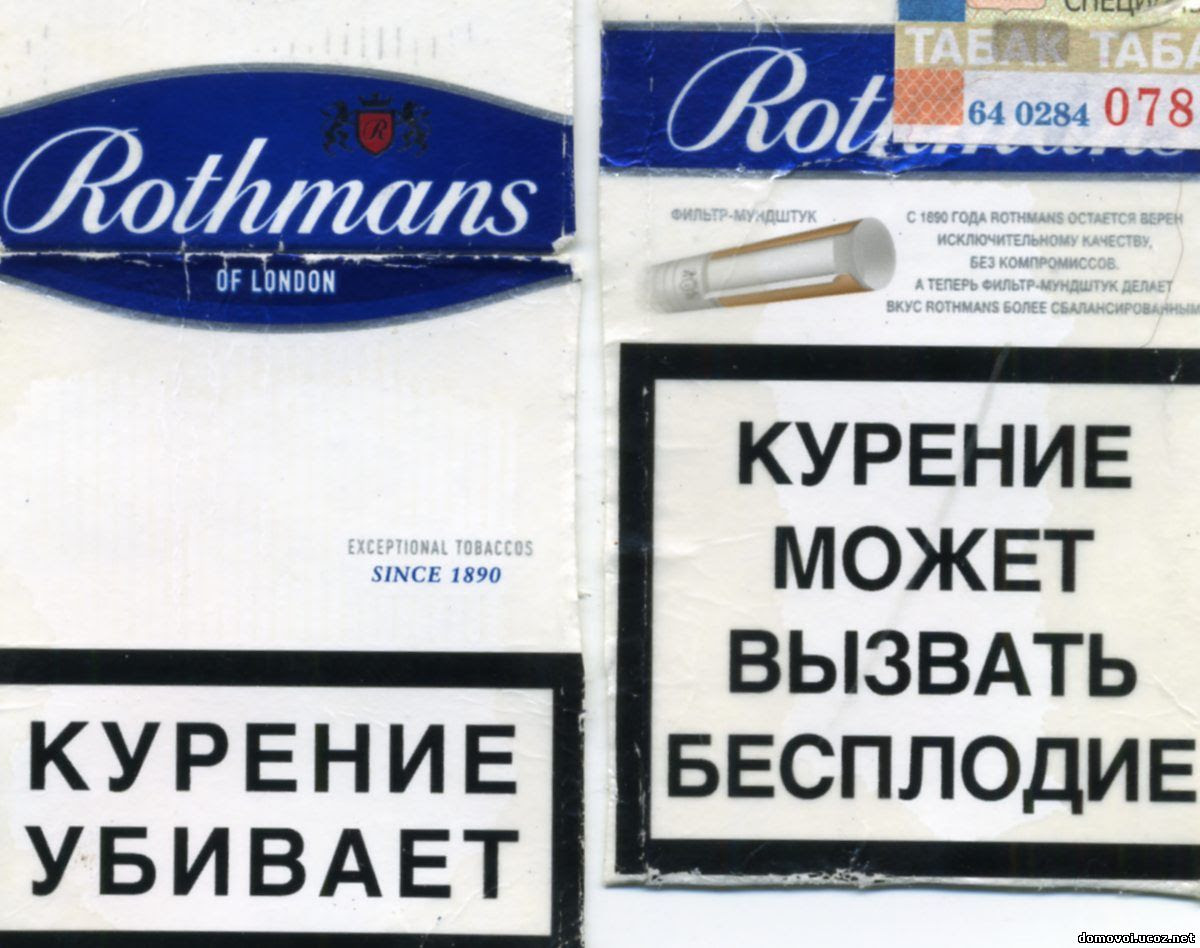 Rothmans
R
OF LONDON
EXCEPTIONAL TOBACCOS
SINCE 1890
КУРЕНИЕ
УБИВАЕТ
ТАБАК ТАБА
64 0284 078
Rothmans
ФИЛЬТР-МУНДШТУК
С 1890 ГОДА ROTHMANS ОСТАЕТСЯ ВЕРЕН
ИСКЛЮЧИТЕЛЬНОМУ КАЧЕСТВУ,
БЕЗ КОМПРОМИССОВ.
А ТЕПЕРЬ ФИЛЬТР-МУНДШТУК ДЕЛАЕТ
ВКУС ROTHMANS БОЛЕЕ СБАЛАНСИРОВАННЫМ
КУРЕНИЕ
МОЖЕТ
ВЫЗВАТЬ
БЕСПЛОДИЕ
domovoi.ucoz.net